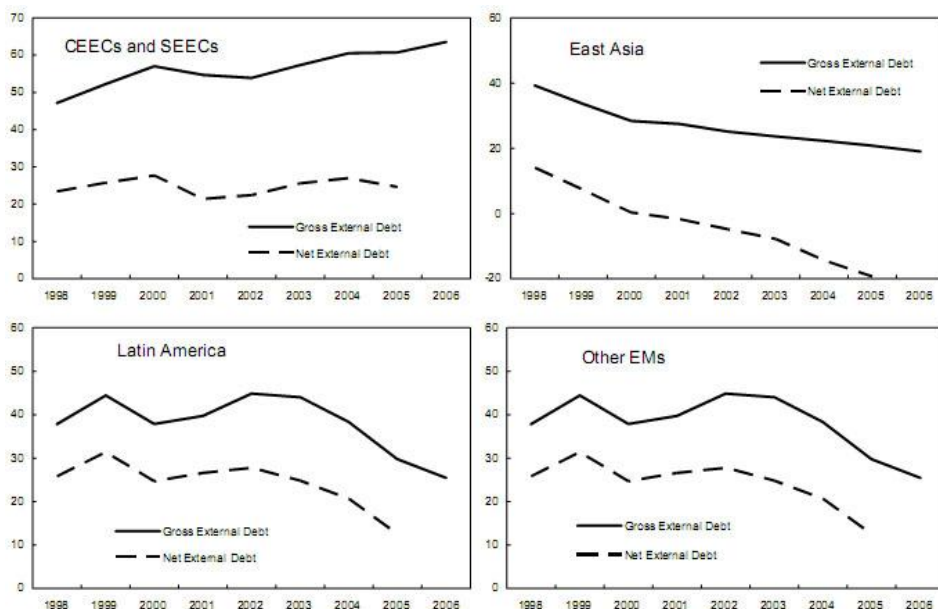 70
60
50
40
30
20
10
0
CEECs and SEECs
Gross External Debt
Net External Debt
1998 1999 2000 2001 2002 2003 2004 2005 2006
60
40
20
0
-20
East Asia
Gross External Debt
Net External Debt
1998 1999 2000 2001 2002 2003 2004 2005 2006
60
50
40
30
20
10
0
Latin America
Gross External Debt
Net External Debt
1998 1999 2000 2001 2002 2003 2004 2005 2006
60
50
40
30
20
10
0
Other EMs
Gross External Debt
Net External Debt
1998 1999 2000 2001 2002 2003 2004 2005 2006